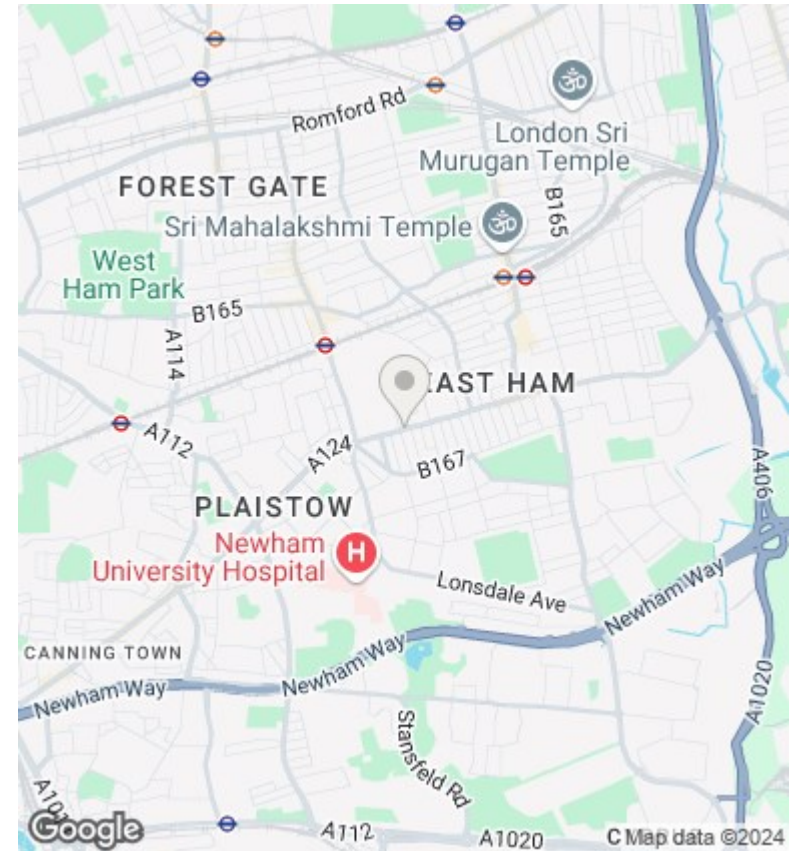 Romford Rd
London Sri
Murugan Temple
FOREST GATE
Sri Mahalakshmi Temple
B165
West
Ham Park
B165
A114
EAST HAM
A112
A124
B167
A406
PLAISTOW
Newham
University Hospital
H
Lonsdale Ave
Newham Way
CANNING TOWN
Newham Way
Newham Way
Stansfeld Rd
A1020
Google
A112
A1020
Map data ©2024